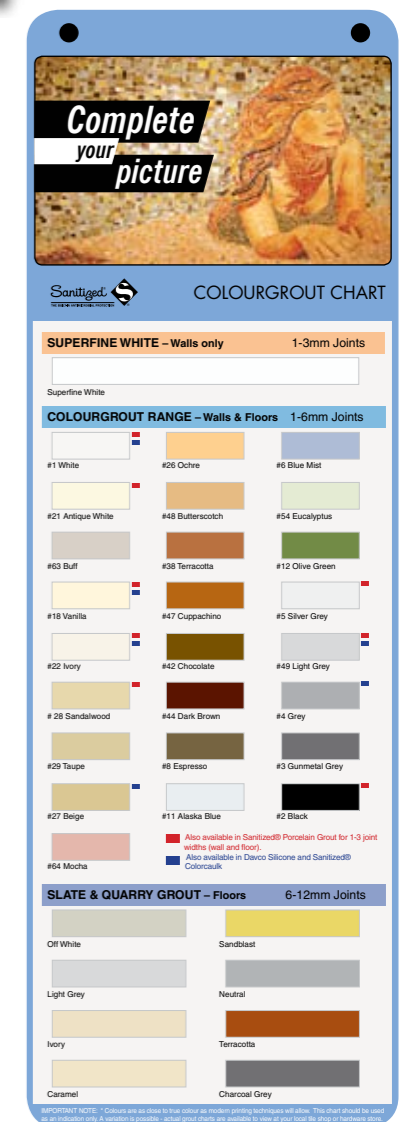 Complete
your
picture
Sanitized® S
COLOURGROUT CHART
SUPERFINE WHITE – Walls only 1-3mm Joints
Superfine White
COLOURGROUT RANGE – Walls & Floors 1-6mm Joints
#1 White #26 Ochre #6 Blue Mist
#21 Antique White #48 Butterscotch #54 Eucalyptus
#63 Buff #38 Terracotta #12 Olive Green
#18 Vanilla #47 Cuppachino #5 Silver Grey
#22 Ivory #42 Chocolate #49 Light Grey
# 28 Sandalwood #44 Dark Brown #4 Grey
#29 Taupe #8 Espresso #3 Gunmetal Grey
#27 Beige #11 Alaska Blue #2 Black
#64 Mocha
Also available in Sanitized® Porcelain Grout for 1-3 joint
widths (wall and floor).
Also available in Davco Silicone and Sanitized®
Colorcaulk
SLATE & QUARRY GROUT – Floors 6-12mm Joints
Off White Sandblast
Light Grey Neutral
Ivory Terracotta
Caramel Charcoal Grey
IMPORTANT NOTE: * Colours are as close to true colour as modern printing techniques will allow. This chart should be used
as an indication only. A variation is possible - actual grout charts are available to view at your local tile shop or hardware store.